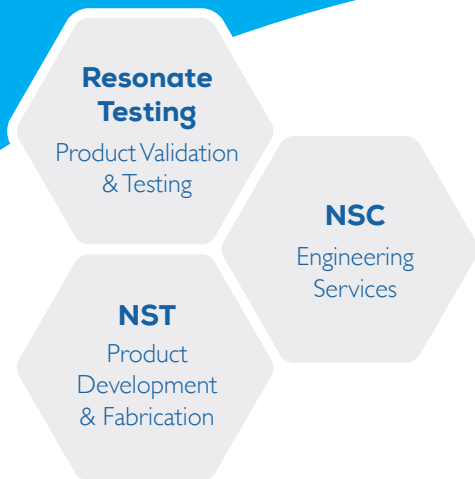 Resonate
Testing
Product Validation
& Testing
NSC
Engineering
Services
NST
Product
Development
& Fabrication